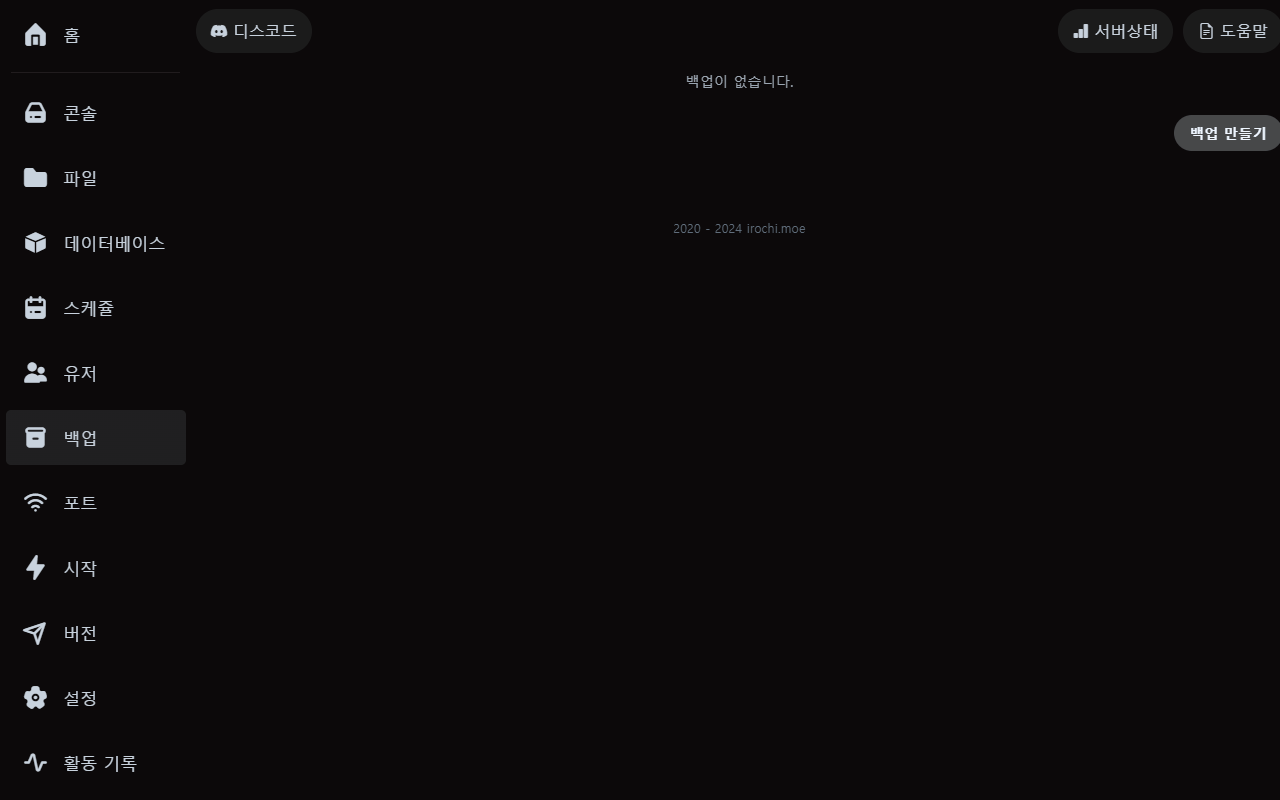 홈
디스코드
서버상태
도움말
콘솔
파일
데이터베이스
스케쥴
유저
백업
포트
시작
버전
설정
활동 기록
백업이 없습니다.
백업 만들기
2020 - 2024 irochi.moe